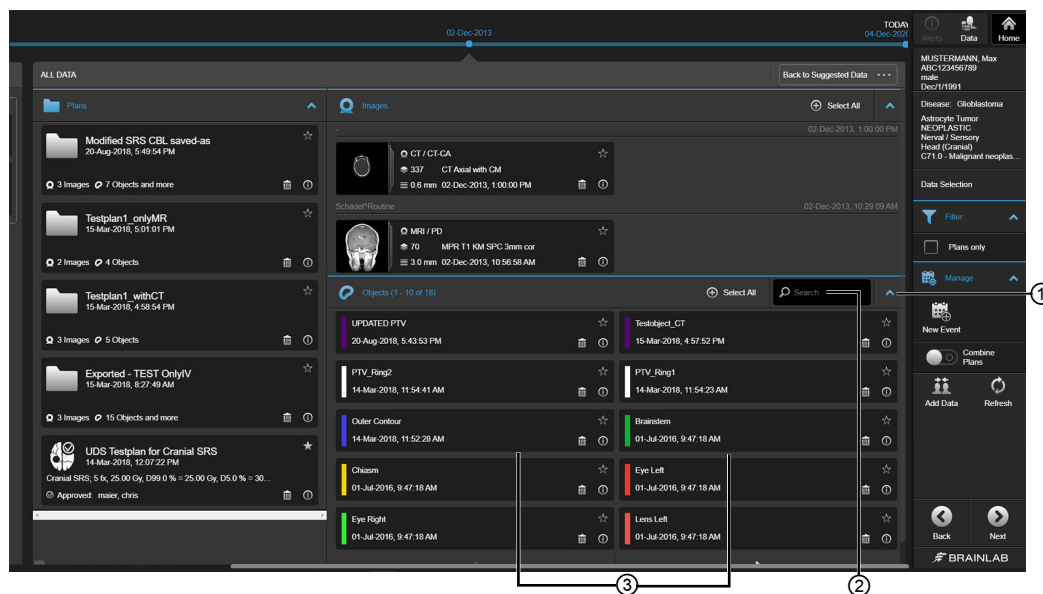 02-Dec-2013
TODAY
04-Dec-2020
Alerts
Data
Home
MUSTERMANN, Max
ABC123456789
male
Dec/1/1991
Disease: Glioblastoma
Astrocyte Tumor
NEOPLASTIC
Nerval / Sensory
Head (Cranial)
C71.0 - Malignant neoplas...
Data Selection
Filter
Plans only
Manage
New Event
Combine
Plans
Add Data
Refresh
Back
Next
BRAINLAB
ALL DATA
Back to Suggested Data ...
Plans
Modified SRS CBL saved-as
20-Aug-2018, 5:49:54 PM
3 Images 7 Objects and more
Testplan1_onlyMR
15-Mar-2018, 5:01:01 PM
2 Images 4 Objects
Testplan1_withCT
15-Mar-2018, 4:58:54 PM
3 Images 5 Objects
Exported - TEST OnlyIV
15-Mar-2018, 8:27:49 AM
3 Images 15 Objects and more
UDS Testplan for Cranial SRS
14-Mar-2018, 12:07:22 PM
Cranial SRS, 5 fx, 25.00 Gy, D99.0 % = 25.00 Gy, D5.0 % = 30...
Approved: maier, chris
Images
Select All
- 02-Dec-2013, 1:00:00 PM
CT / CT-CA
337 CT Axial with CM
0.6 mm 02-Dec-2013, 1:00:00 PM
Schädel^Routine 02-Dec-2013, 10:29:09 AM
MRI / PD
70 MPR T1 KM SPC 3mm cor
3.0 mm 02-Dec-2013, 10:56:58 AM
Objects (1 - 10 of 18)
Select All
Search
UPDATED PTV
20-Aug-2018, 5:43:53 PM
Testobject_CT
15-Mar-2018, 4:57:52 PM
PTV_Ring2
14-Mar-2018, 11:54:41 AM
PTV_Ring1
14-Mar-2018, 11:54:23 AM
Outer Contour
14-Mar-2018, 11:52:28 AM
Brainstem
01-Jul-2016, 9:47:18 AM
Chiasm
01-Jul-2016, 9:47:18 AM
Eye Left
01-Jul-2016, 9:47:18 AM
Eye Right
01-Jul-2016, 9:47:18 AM
Lens Left
01-Jul-2016, 9:47:18 AM
1
2
3